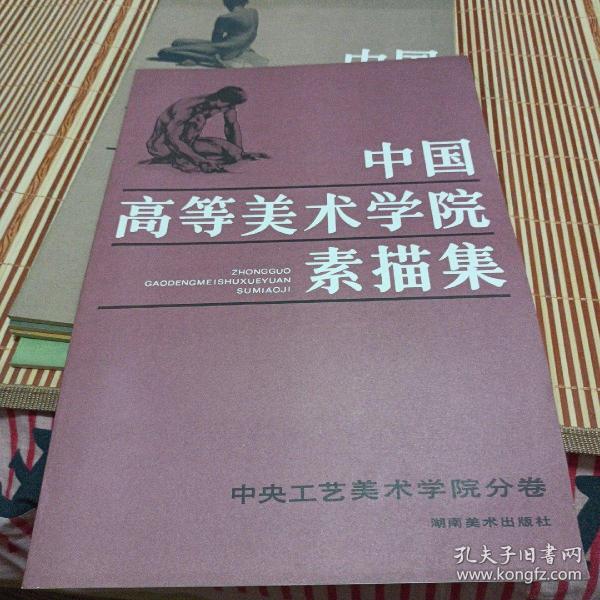 中国
中国
高等美术学院
素描集
ZHONGGUO
GAODENGMEISHUXUEYUAN
SUMIAOJI
中央工艺美术学院分卷
湖南美术出版社
孔夫子旧书网
www.kongfz.com